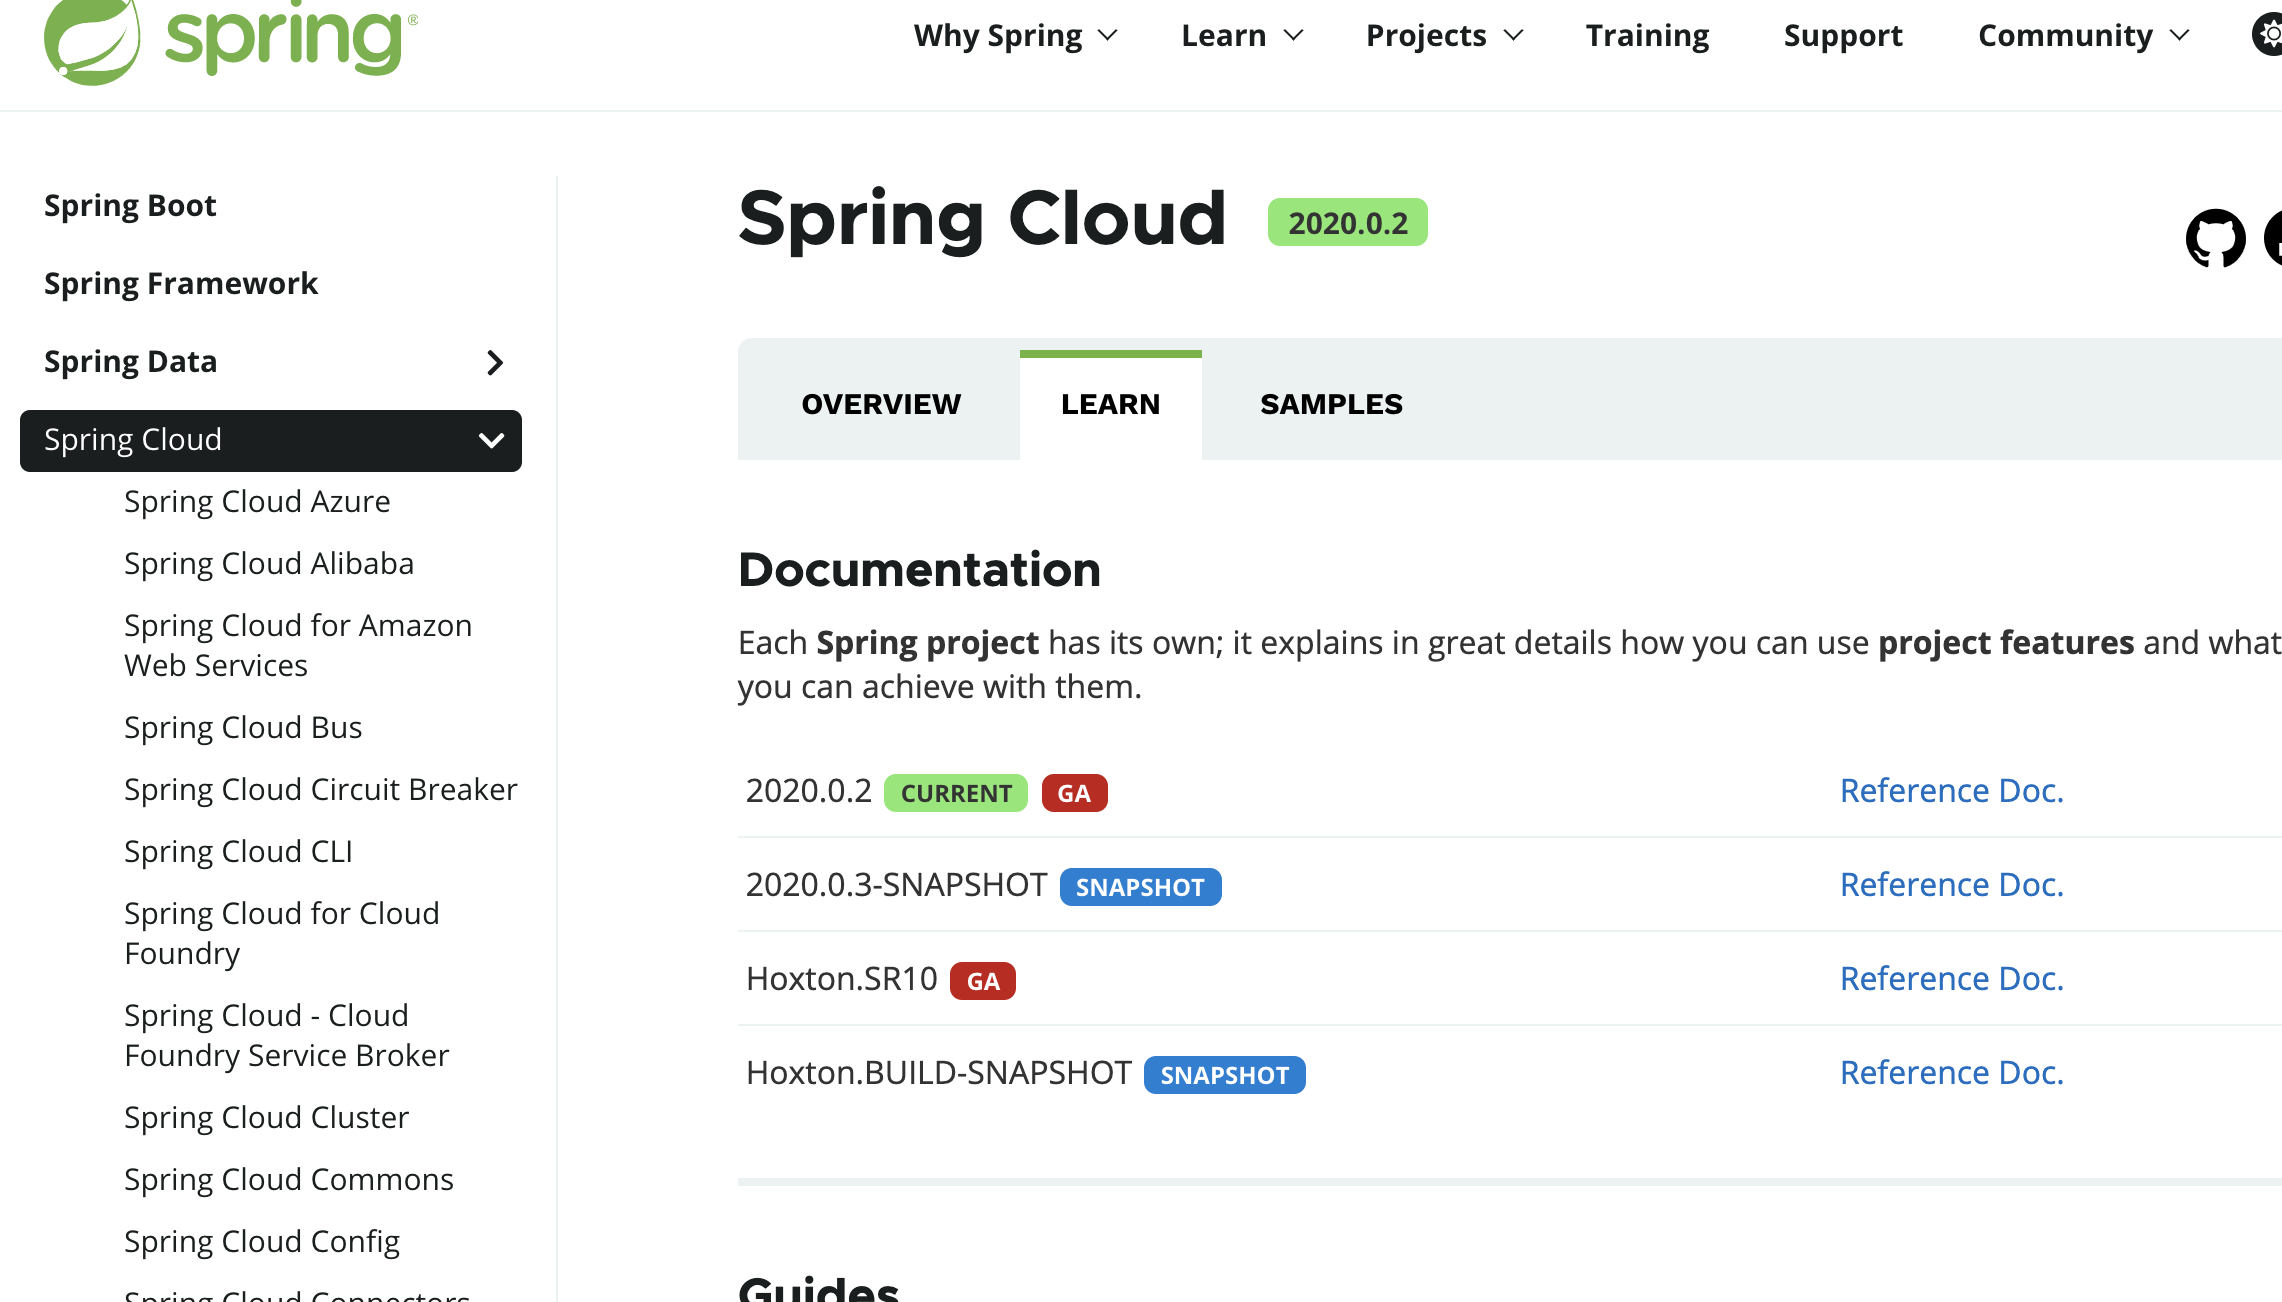 spring®
Why Spring
Learn
Projects
Training
Support
Community
Spring Boot
Spring Framework
Spring Data
Spring Cloud
Spring Cloud Azure
Spring Cloud Alibaba
Spring Cloud for Amazon
Web Services
Spring Cloud Bus
Spring Cloud Circuit Breaker
Spring Cloud CLI
Spring Cloud for Cloud
Foundry
Spring Cloud - Cloud
Foundry Service Broker
Spring Cloud Cluster
Spring Cloud Commons
Spring Cloud Config
Spring Cloud Connectors
Spring Cloud 2020.0.2
OVERVIEW
LEARN
SAMPLES
Documentation
Each Spring project has its own; it explains in great details how you can use project features and what
you can achieve with them.
2020.0.2 CURRENT GA Reference Doc.
2020.0.3-SNAPSHOT SNAPSHOT Reference Doc.
Hoxton.SR10 GA Reference Doc.
Hoxton.BUILD-SNAPSHOT SNAPSHOT Reference Doc.
Guides